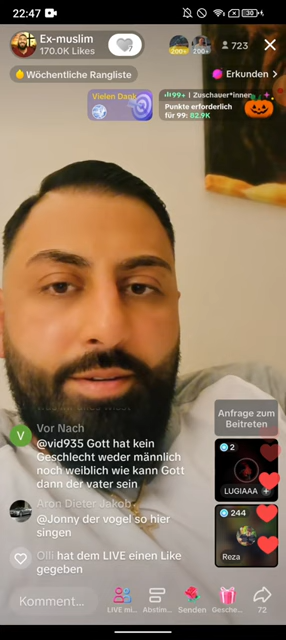 22:47
30
Ex-muslim
170.0K Likes
200+
200+
723
Wöchentliche Rangliste
Erkunden
Vielen Dank
99+ | Zuschauer*innen
Punkte erforderlich
für 99: 82.9K
Anfrage zum
Beitreten
Vor Nach
@vid935 Gott hat kein
Geschlecht weder männlich
noch weiblich wie kann Gott
dann der vater sein
2
LUGIAAA
Aron Dieter Jakob
@Jonny der vogel so hier
singen
244
Reza
Olli hat dem LIVE einen Like
gegeben
Komment...
LIVE mi...
Abstim...
Senden
Gesche...
72